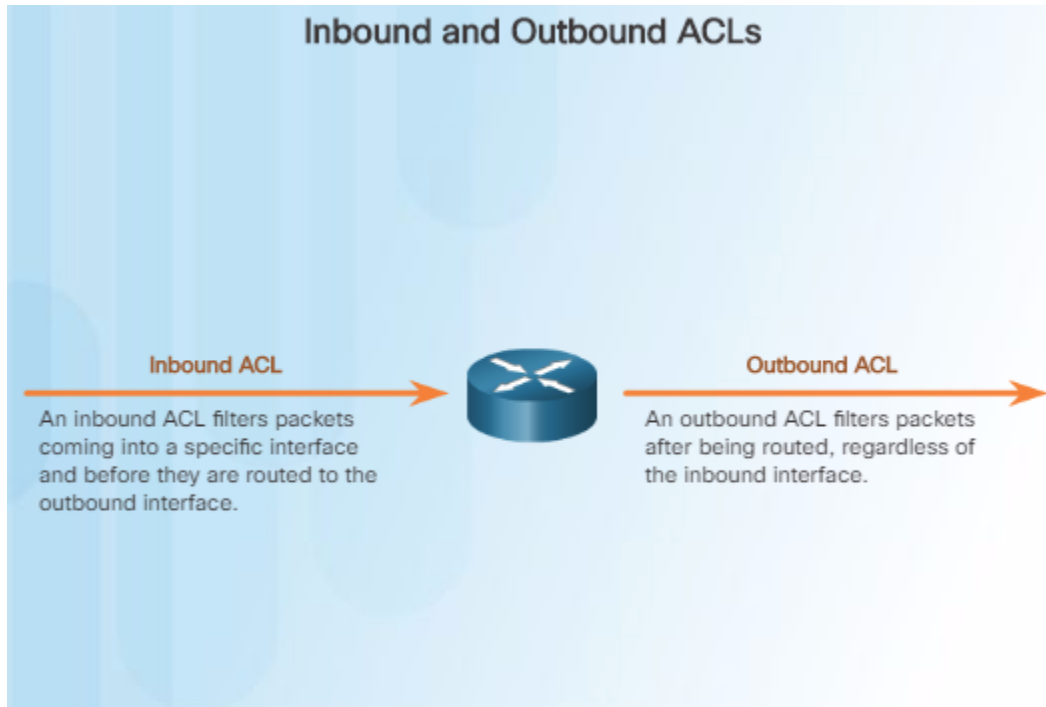 Inbound and Outbound ACLs
Inbound ACL
An inbound ACL filters packets
coming into a specific interface
and before they are routed to the
outbound interface.
Outbound ACL
An outbound ACL filters packets
after being routed, regardless of
the inbound interface.